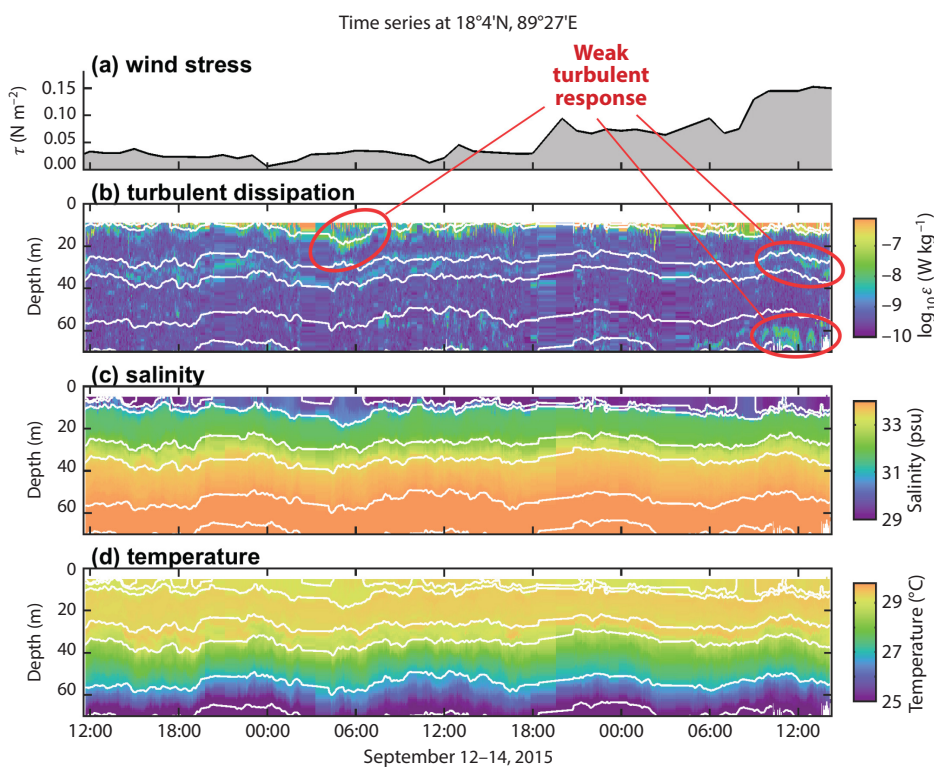 Time series at 18°4'N, 89°27'E
Weak
turbulent
response
(a) wind stress
τ (N m⁻²)
0.15
0.10
0.05
0.00
(b) turbulent dissipation
Depth (m)
0
20
40
60
log₁₀ε (W kg⁻¹)
−7
−8
−9
−10
(c) salinity
Depth (m)
0
20
40
60
Salinity (psu)
33
31
29
(d) temperature
Depth (m)
0
20
40
60
Temperature (°C)
29
27
25
12:00 18:00 00:00 06:00 12:00 18:00 00:00 06:00 12:00
September 12–14, 2015